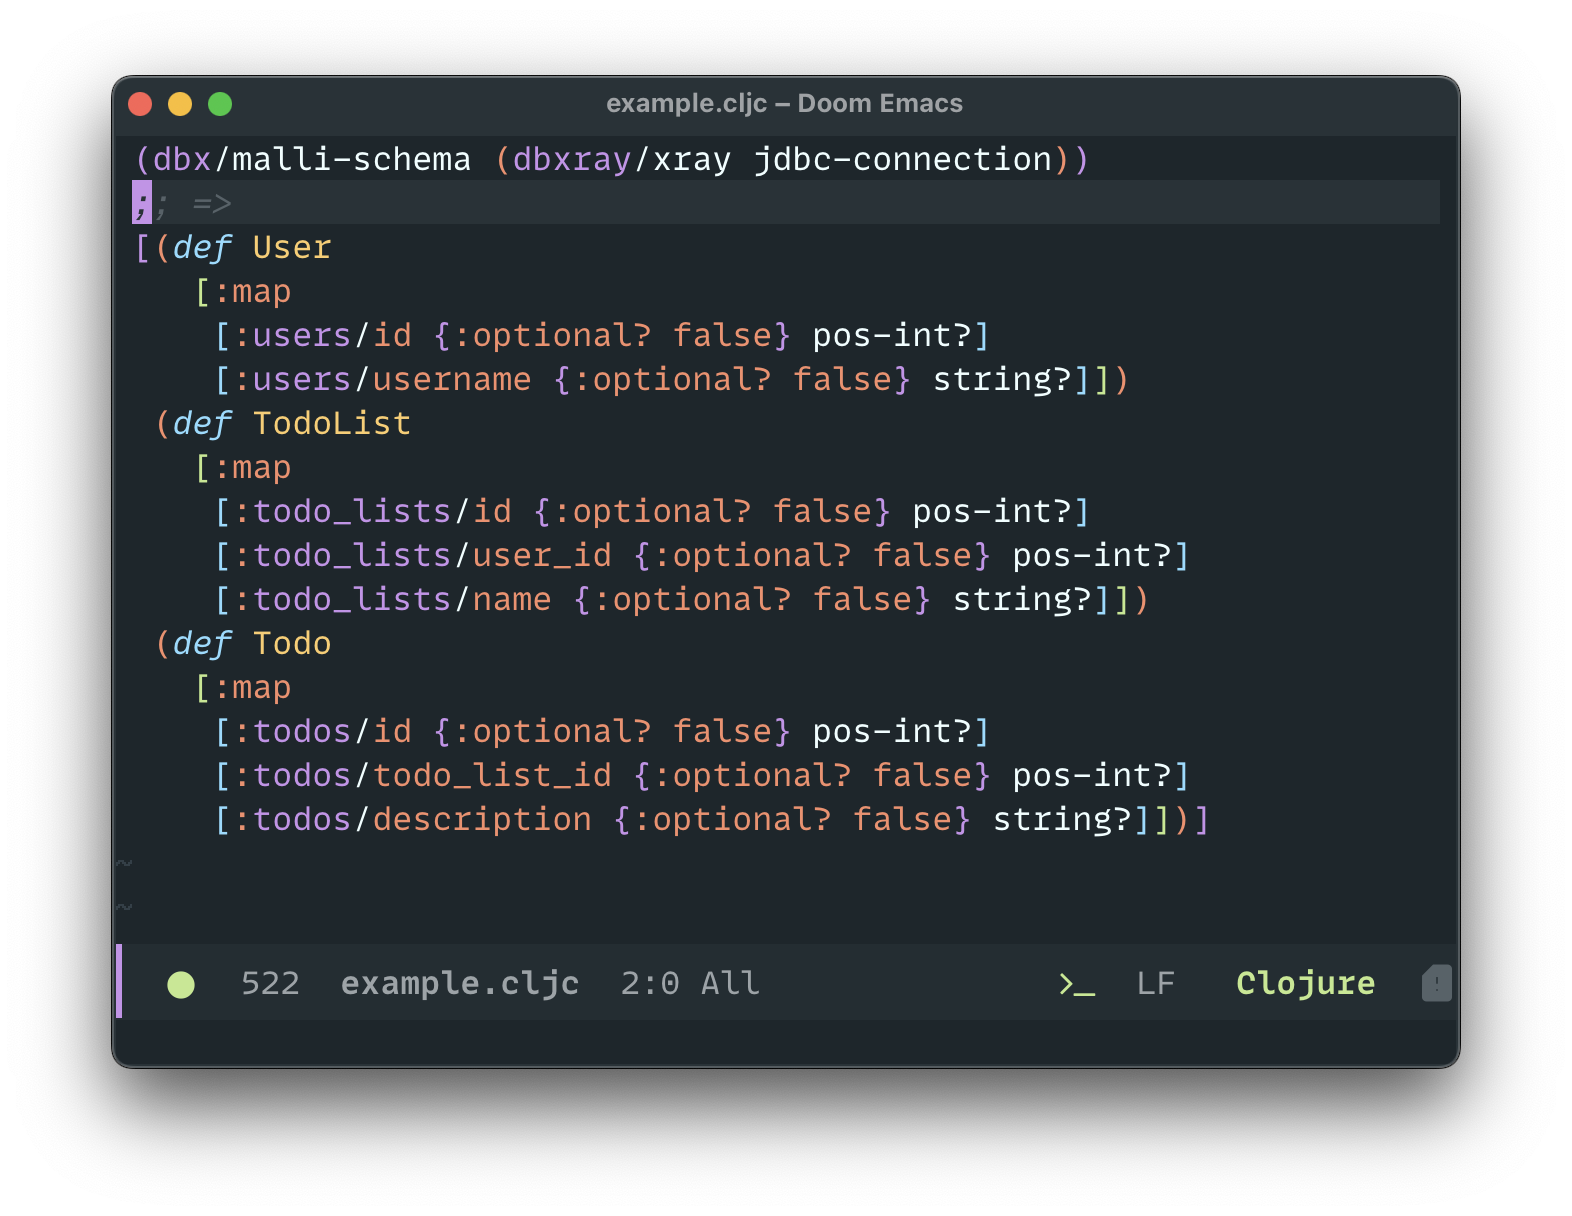 example.cljc – Doom Emacs
(dbx/malli-schema (dbxray/xray jdbc-connection))
;; =>
[(def User
    [:map
     [:users/id {:optional? false} pos-int?]
     [:users/username {:optional? false} string?]])
 (def TodoList
    [:map
     [:todo_lists/id {:optional? false} pos-int?]
     [:todo_lists/user_id {:optional? false} pos-int?]
     [:todo_lists/name {:optional? false} string?]])
 (def Todo
    [:map
     [:todos/id {:optional? false} pos-int?]
     [:todos/todo_list_id {:optional? false} pos-int?]
     [:todos/description {:optional? false} string?]])]
~
~
522 example.cljc 2:0 All >_ LF Clojure !